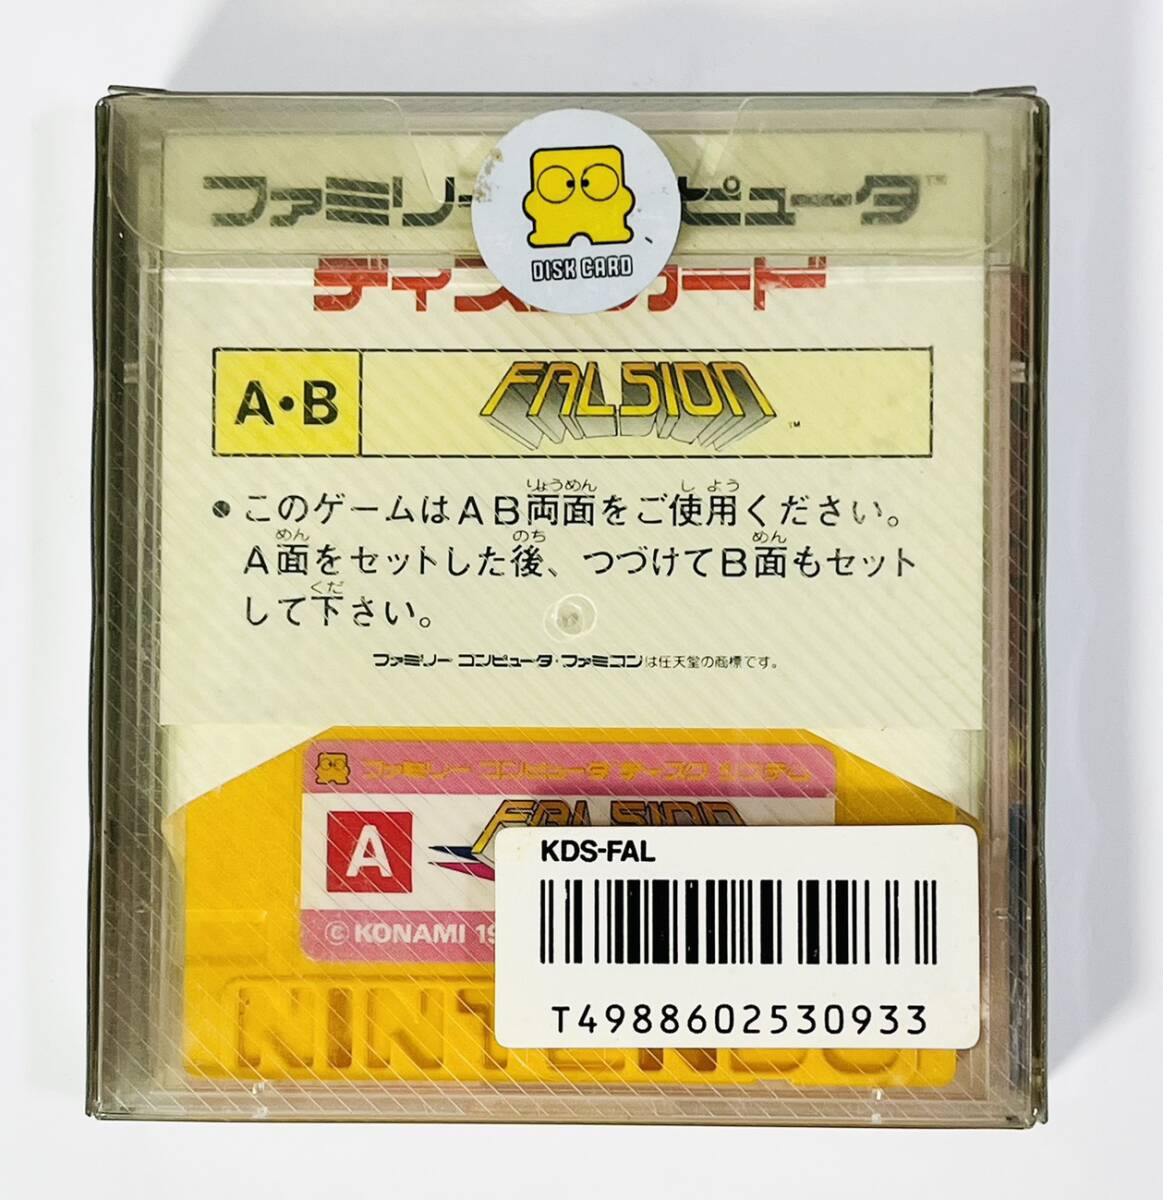 ファミリー ピュータ™
DISK CARD
ディスクカード
A・B
FALSION™
りょうめん しよう
●このゲームはAB両面をご使用ください。
めん のち めん
A面をセットした後、つづけてB面もセット
くだ
して下さい。
ファミリー コンピュータ・ファミコンは任天堂の商標です。
ファミリー コンピュータ ディスク システム
FALSION
A
©KONAMI 19
KDS-FAL
T4988602530933
NINTENDO